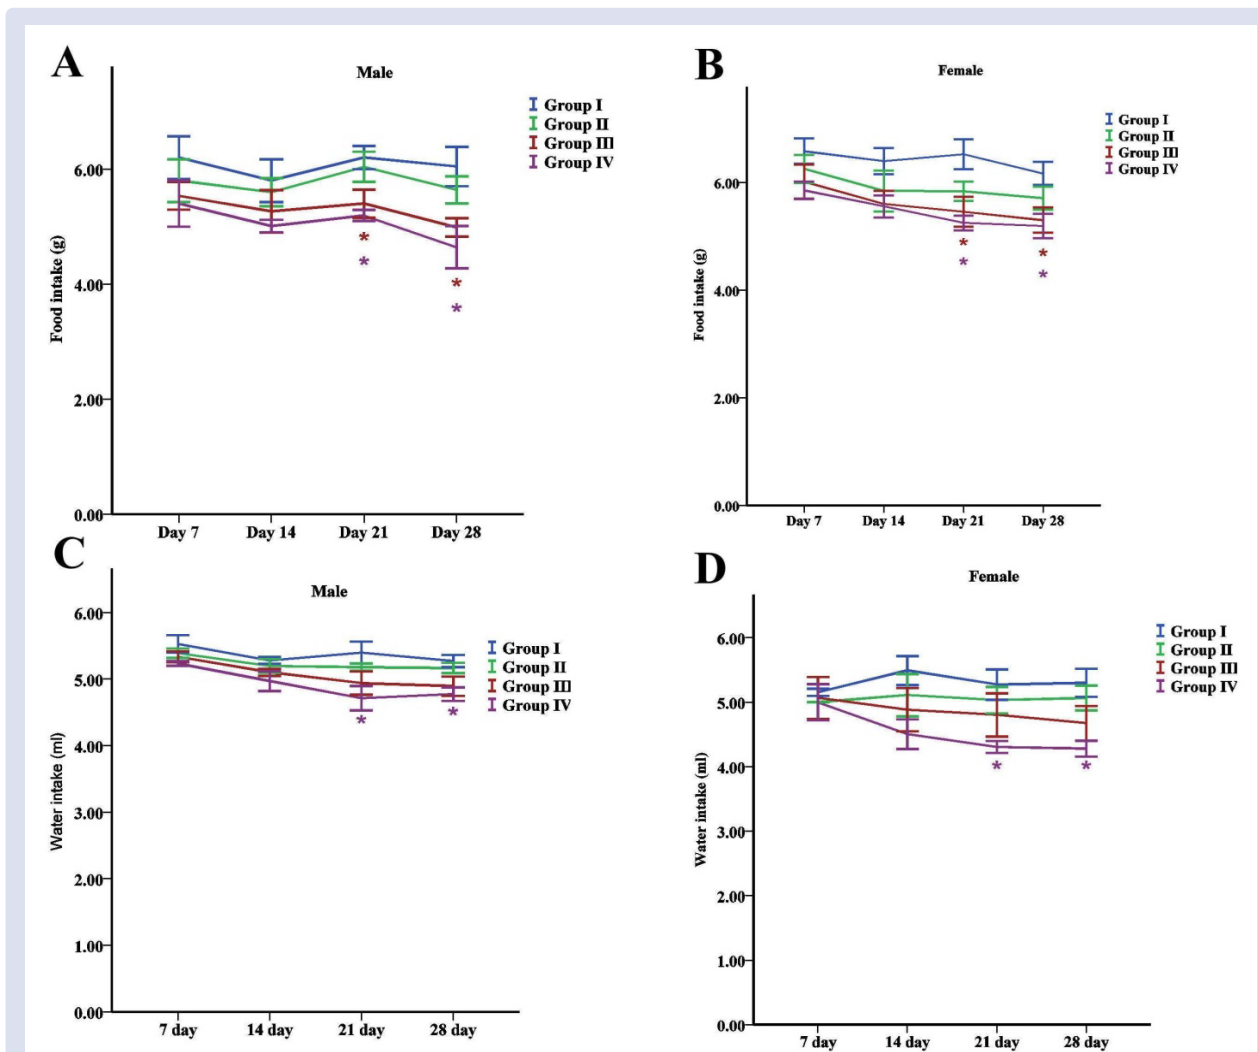 A
Male
Group I
Group II
Group III
Group IV
Food intake (g)
6.00
4.00
2.00
0.00
Day 7 Day 14 Day 21 Day 28
* * * *
B
Female
Group I
Group II
Group III
Group IV
Food intake (g)
6.00
4.00
2.00
0.00
Day 7 Day 14 Day 21 Day 28
* * * *
C
Male
Group I
Group II
Group III
Group IV
Water intake (ml)
6.00
5.00
4.00
3.00
2.00
1.00
0.00
7 day 14 day 21 day 28 day
* *
D
Female
Group I
Group II
Group III
Group IV
Water intake (ml)
6.00
5.00
4.00
3.00
2.00
1.00
0.00
7 day 14 day 21 day 28 day
* *